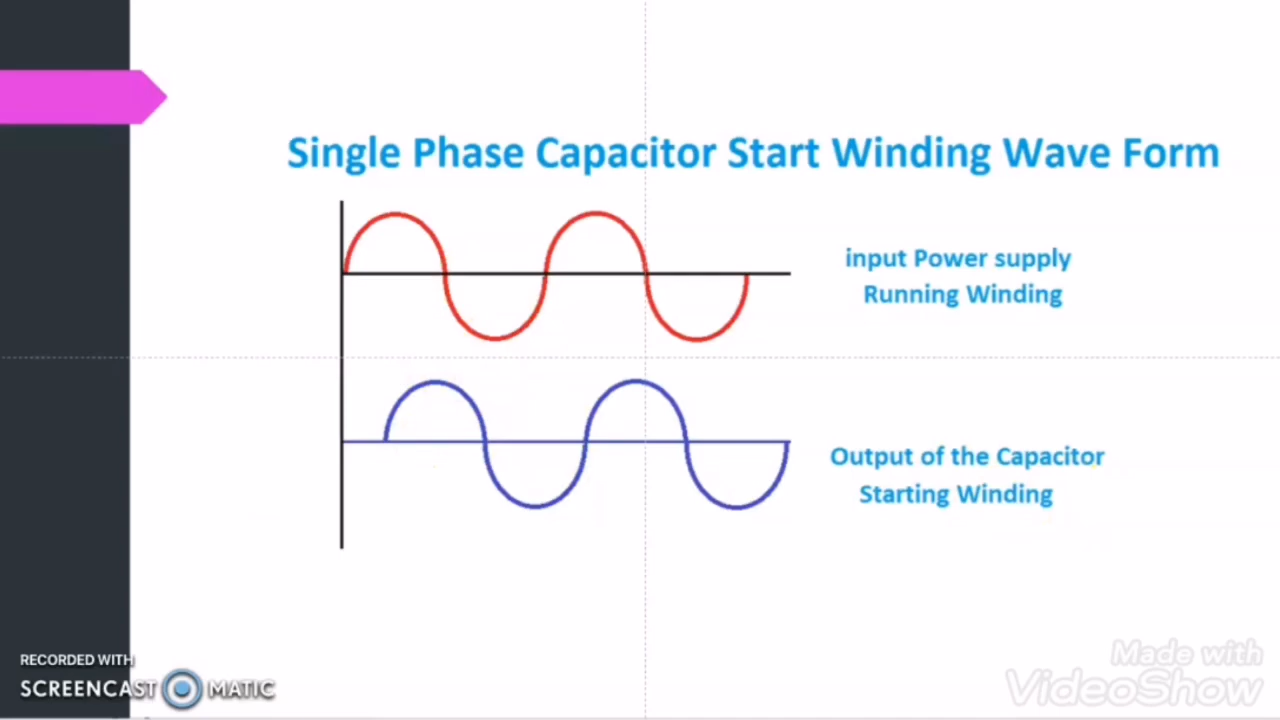 Single Phase Capacitor Start Winding Wave Form
input Power supply
Running Winding
Output of the Capacitor
Starting Winding
RECORDED WITH
SCREENCAST MATIC
Made with
VideoShow